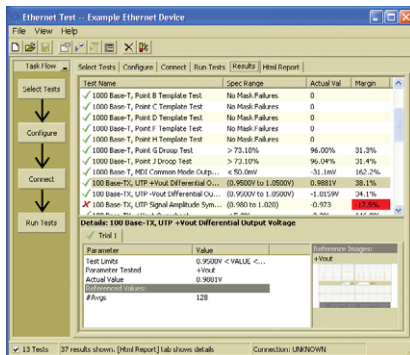 Ethernet Test -- Example Ethernet Device
File View Help
Task Flow
Select Tests Configure Connect Run Tests Results Html Report
Select Tests
Configure
Connect
Run Tests
Test Name Spec Range Actual Val Margin
1000 Base-T, Point B Template Test No Mask Failures 0
1000 Base-T, Point C Template Test No Mask Failures 0
1000 Base-T, Point D Template Test No Mask Failures 0
1000 Base-T, Point F Template Test No Mask Failures 0
1000 Base-T, Point H Template Test No Mask Failures 0
1000 Base-T, Point G Droop Test > 73.10% 96.00% 31.3%
1000 Base-T, Point J Droop Test > 73.10% 96.04% 31.4%
1000 Base-T, MDI Common Mode Outp... < 50.0mV -31.1mV 162.2%
100 Base-TX, UTP +Vout Differential O... (0.9500V to 1.0500V) 0.9881V 38.1%
100 Base-TX, UTP -Vout Differential Ou... (0.9500V to 1.0500V) -1.0159V 34.1%
100 Base-TX, UTP Signal Amplitude Sym... (0.980 to 1.020) -0.973 -17.5%
Details: 100 Base-TX, UTP +Vout Differential Output Voltage
Trial 1
Parameter Value
Test Limits 0.9500V < VALUE <...
Parameter Tested +Vout
Actual Value 0.9881V
Referenced Values:
#Avgs 128
Reference Images:
+Vout
13 Tests 37 results shown. [Html Report] tab shows details Connection: UNKNOWN